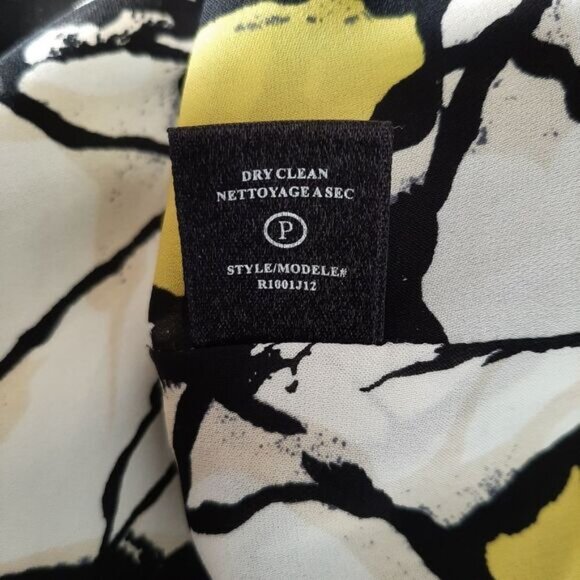 DRY CLEAN
NETTOYAGE A SEC
P
STYLE/MODELE#
R1001J12